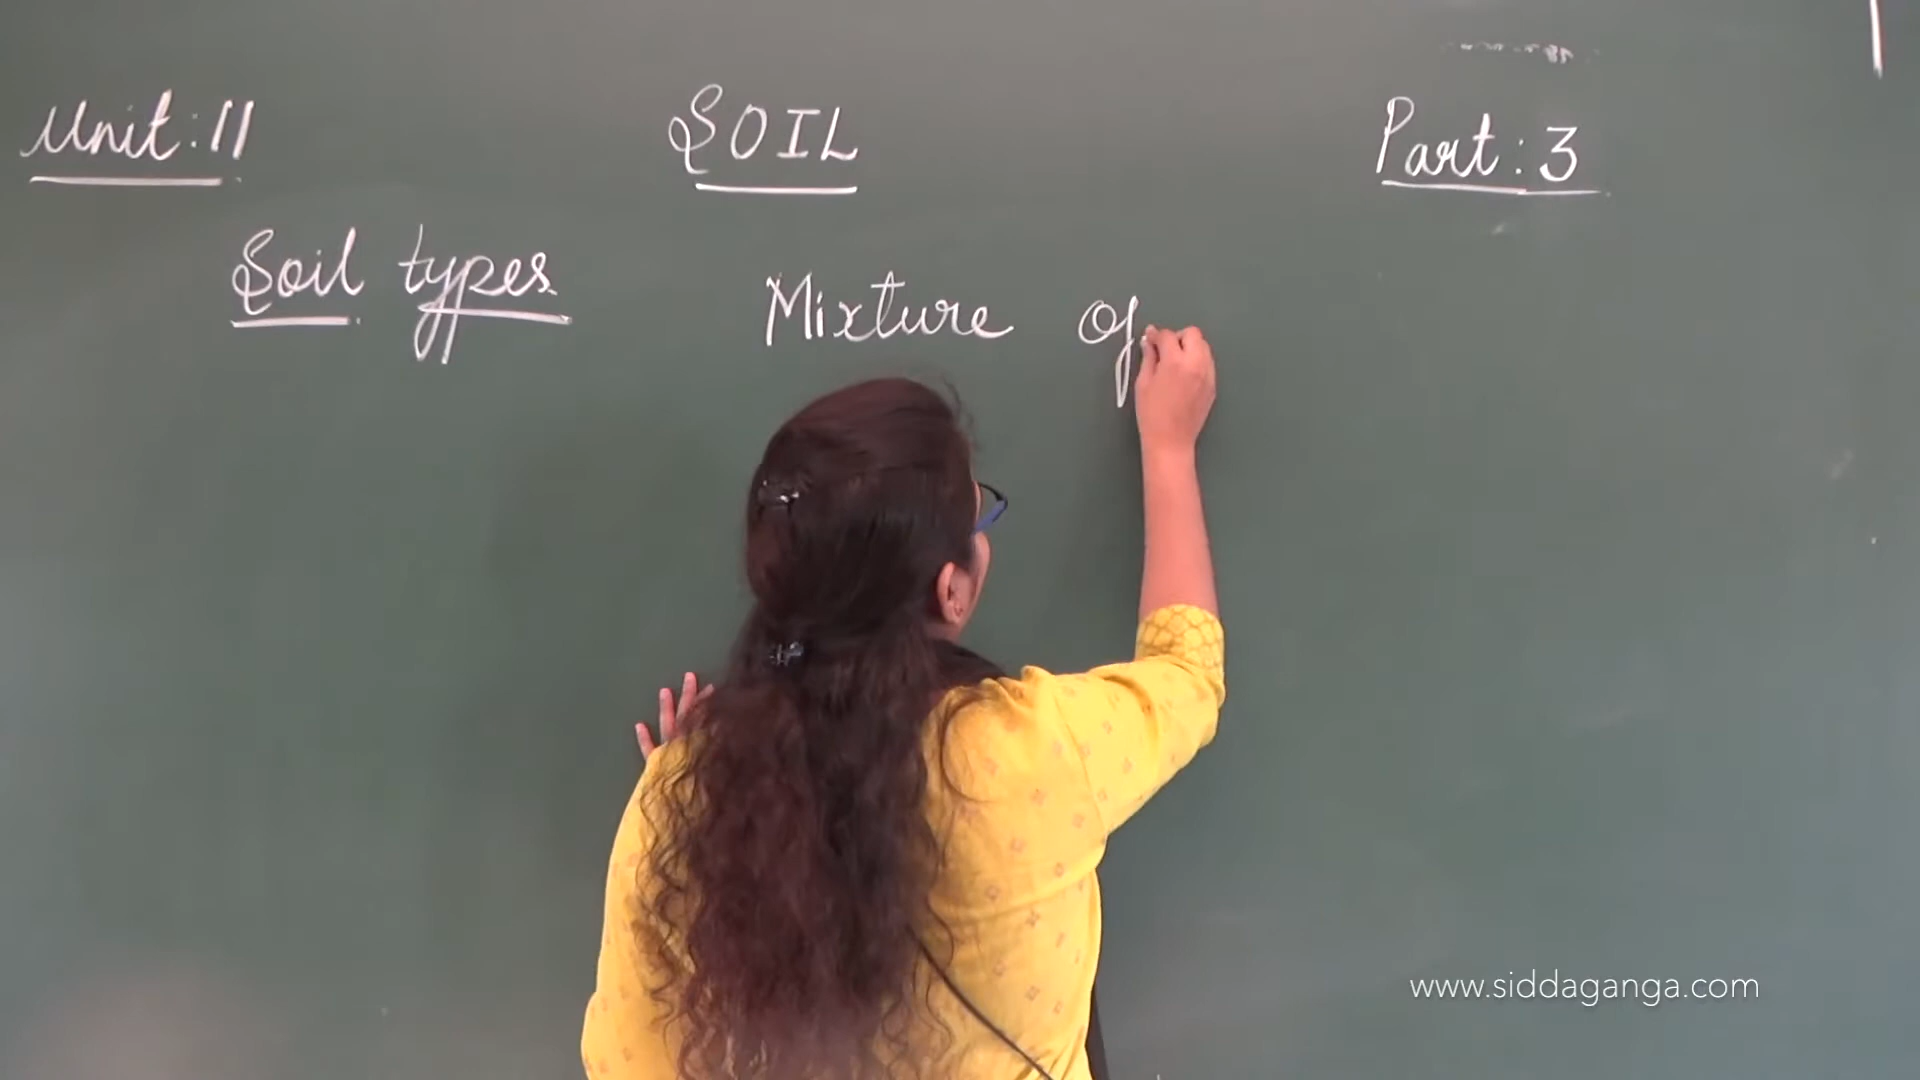 Unit: 11
SOIL
Part: 3
Soil types
Mixture of
www.siddaganga.com